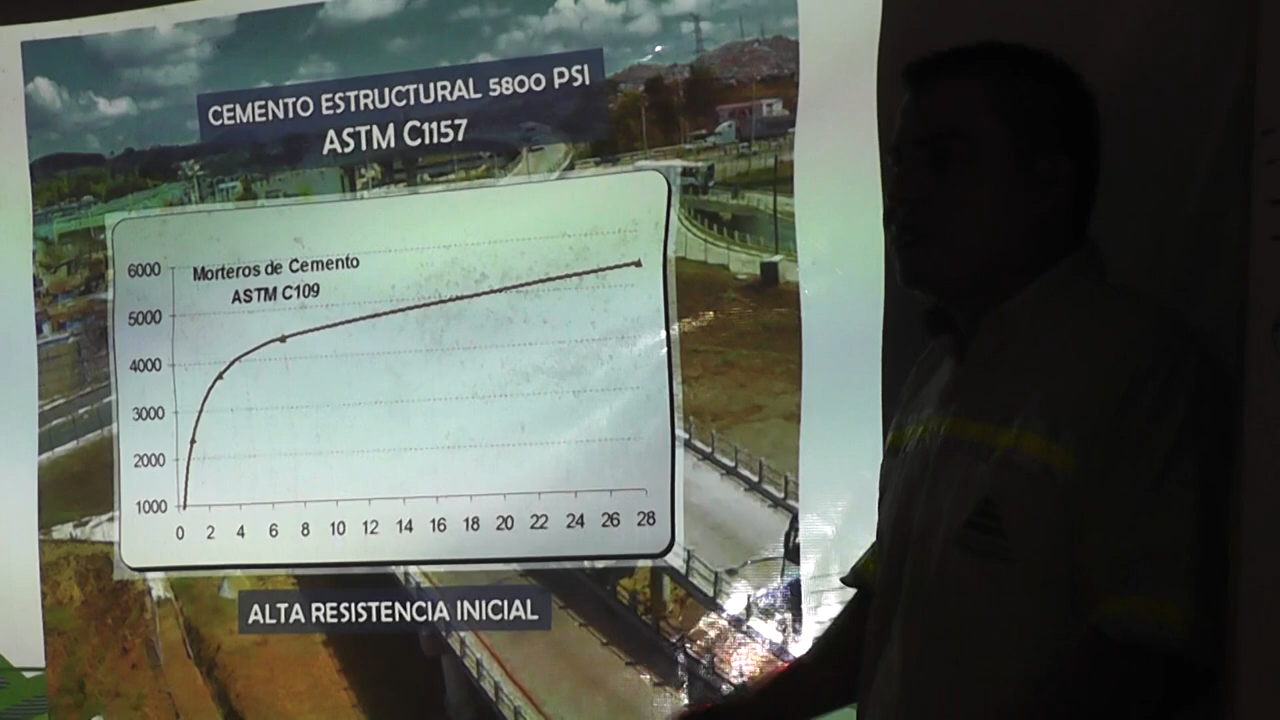 CEMENTO ESTRUCTURAL 5800 PSI
ASTM C1157
Morteros de Cemento
ASTM C109
6000
5000
4000
3000
2000
1000
0 2 4 6 8 10 12 14 16 18 20 22 24 26 28
ALTA RESISTENCIA INICIAL